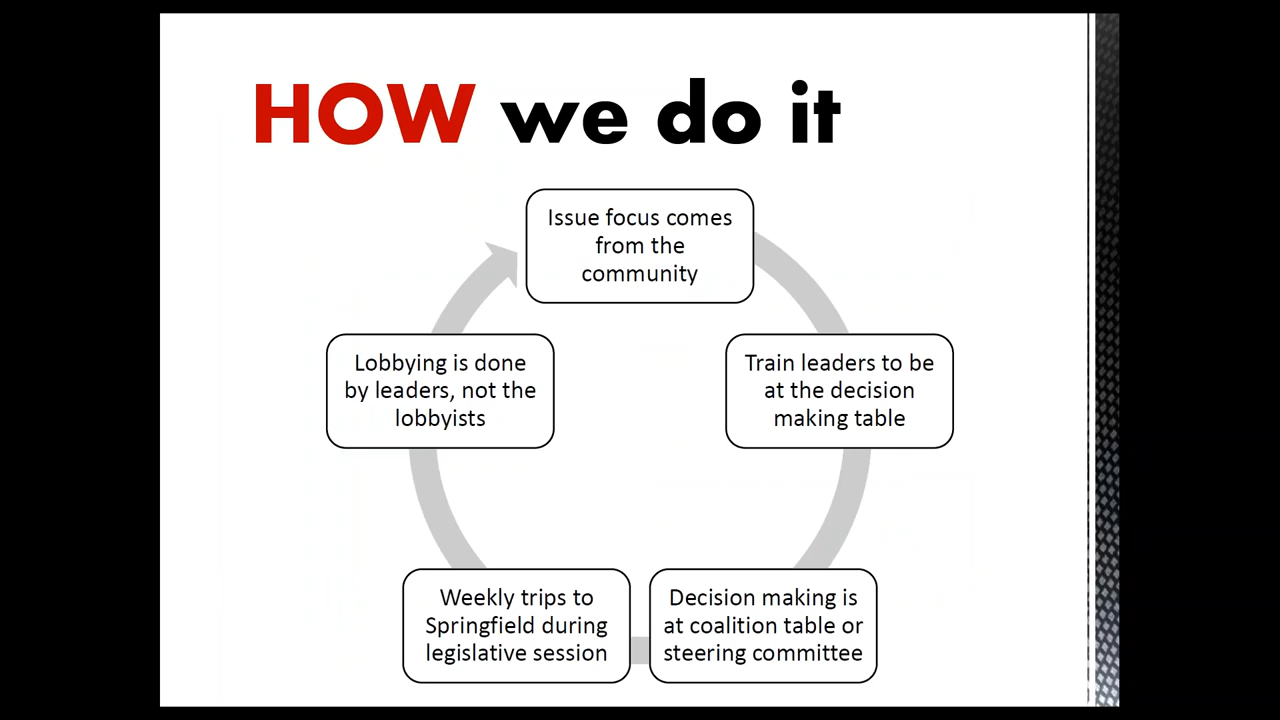 HOW we do it
Issue focus comes
from the
community
Train leaders to be
at the decision
making table
Decision making is
at coalition table or
steering committee
Weekly trips to
Springfield during
legislative session
Lobbying is done
by leaders, not the
lobbyists